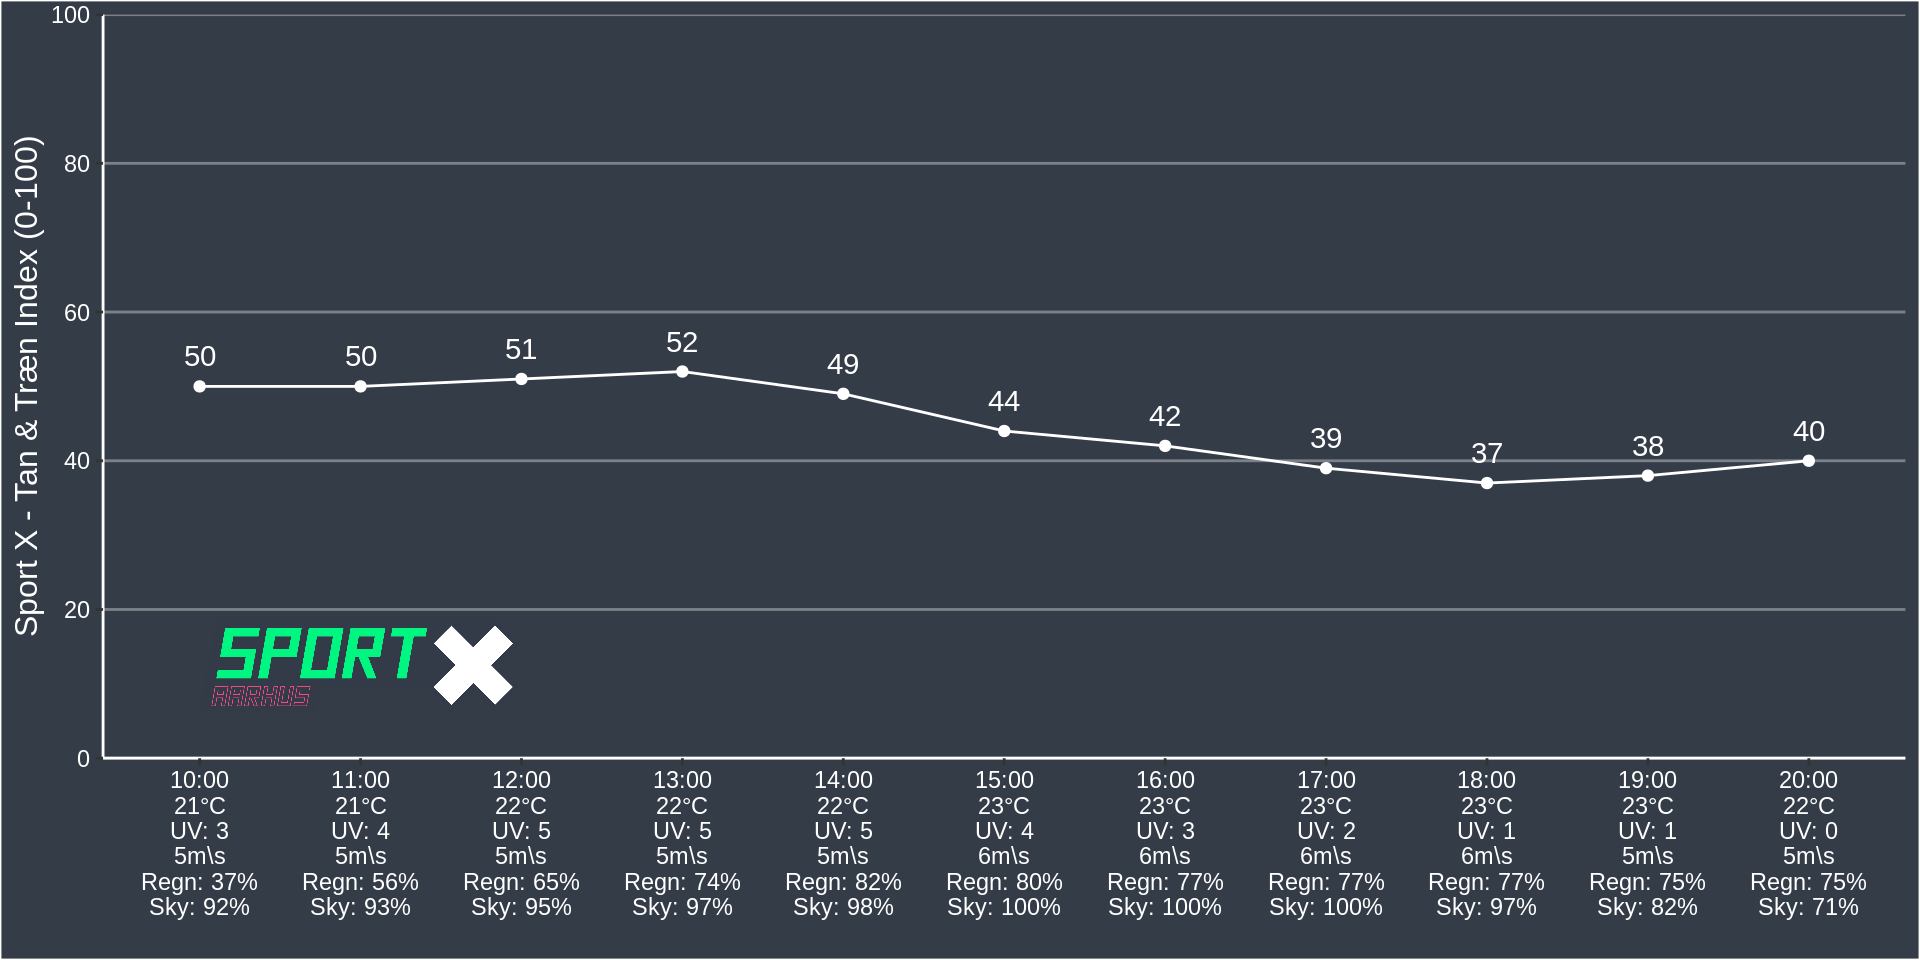 Sport X - Tan & Træn Index (0-100)
100
80
60
40
20
0
50
50
51
52
49
44
42
39
37
38
40
SPORT X
AARHUS
10:00 11:00 12:00 13:00 14:00 15:00 16:00 17:00 18:00 19:00 20:00
21°C 21°C 22°C 22°C 22°C 23°C 23°C 23°C 23°C 23°C 22°C
UV: 3 UV: 4 UV: 5 UV: 5 UV: 5 UV: 4 UV: 3 UV: 2 UV: 1 UV: 1 UV: 0
5m\s 5m\s 5m\s 5m\s 5m\s 6m\s 6m\s 6m\s 6m\s 5m\s 5m\s
Regn: 37% Regn: 56% Regn: 65% Regn: 74% Regn: 82% Regn: 80% Regn: 77% Regn: 77% Regn: 77% Regn: 75% Regn: 75%
Sky: 92% Sky: 93% Sky: 95% Sky: 97% Sky: 98% Sky: 100% Sky: 100% Sky: 100% Sky: 97% Sky: 82% Sky: 71%